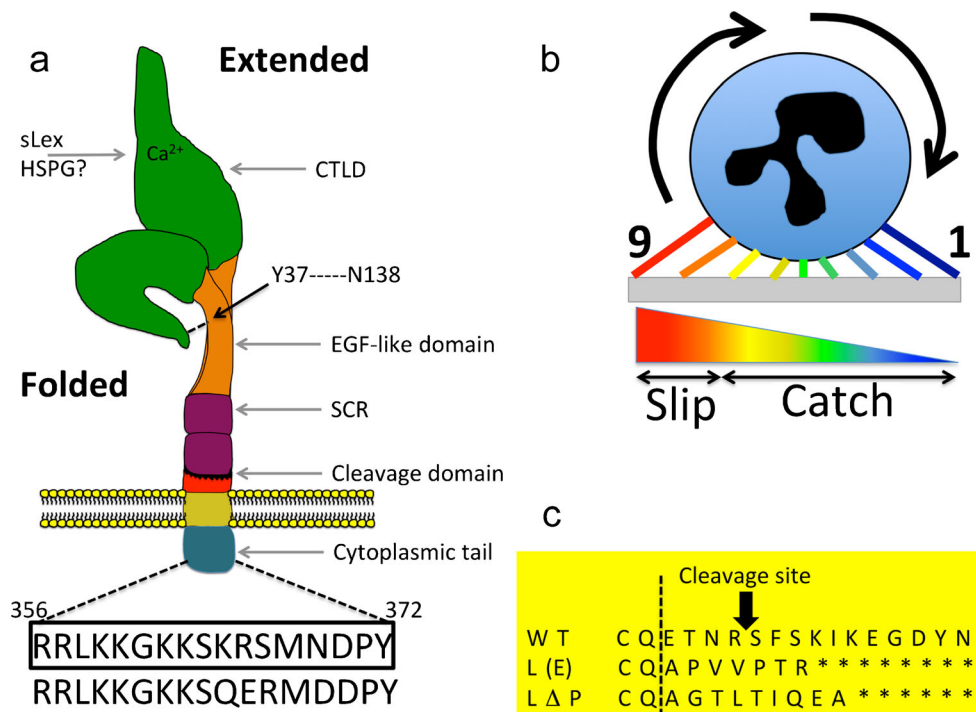 a
Extended
sLex
HSPG?
Ca²⁺
CTLD
Y37-----N138
EGF-like domain
Folded
SCR
Cleavage domain
Cytoplasmic tail
356
372
RRLKKGKKSKRSMNDPY
RRLKKGKKSQERMDDPY
b
9
1
Slip
Catch
c
Cleavage site
WT C Q E T N R S F S K I K E G D Y N
L (E) C Q A P V V P T R * * * * * * * *
L Δ P C Q A G T L T I Q E A * * * * * *